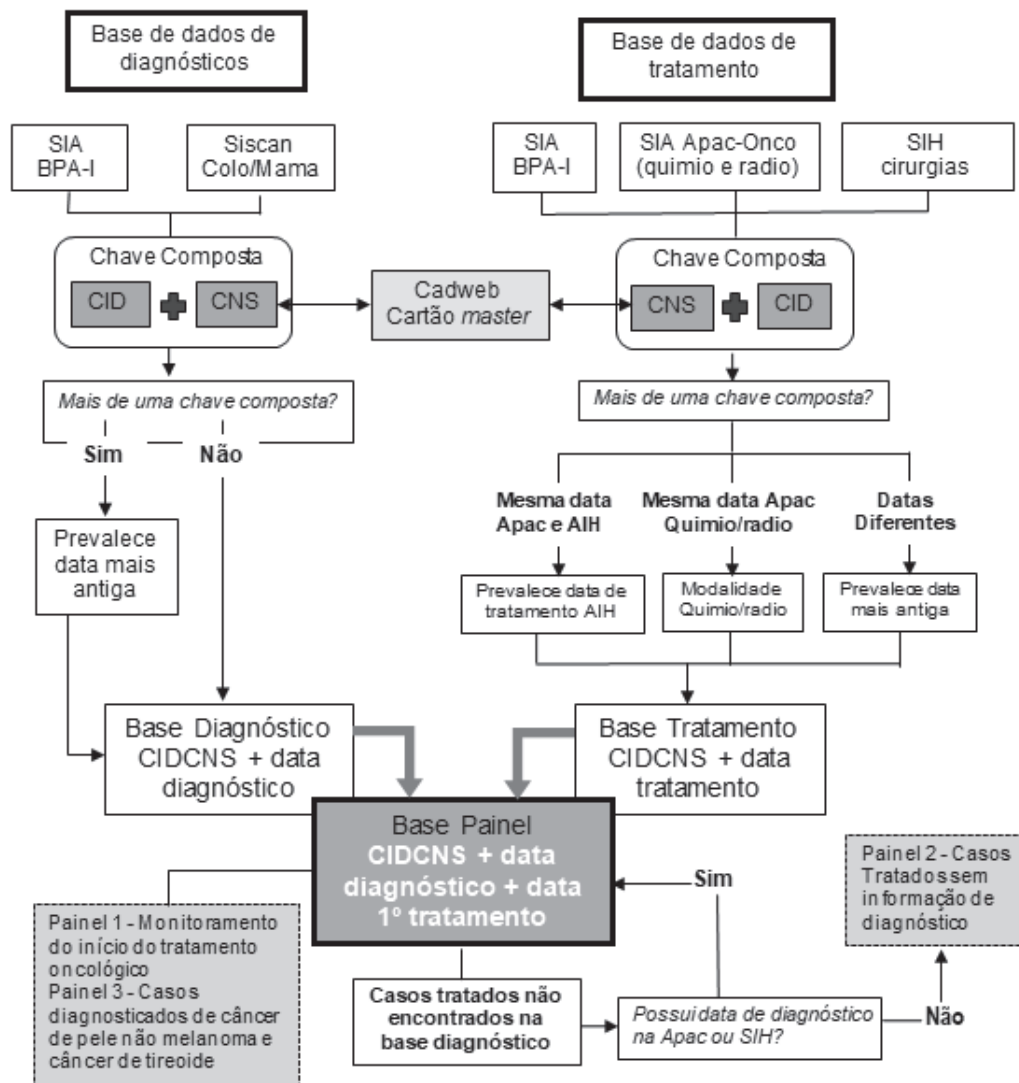 Base de dados de
diagnósticos
Base de dados de
tratamento
SIA
BPA-I
Siscan
Colo/Mama
SIA
BPA-I
SIA Apac-Onco
(quimio e radio)
SIH
cirurgias
Chave Composta
CID
CNS
Cadweb
Cartão master
Chave Composta
CNS
CID
Mais de uma chave composta?
Sim
Não
Mais de uma chave composta?
Mesma data
Apac e AIH
Mesma data Apac
Quimio/radio
Datas
Diferentes
Prevalece
data mais
antiga
Prevalece data de
tratamento AIH
Modalidade
Quimio/radio
Prevalece data
mais antiga
Base Diagnóstico
CIDCNS + data
diagnóstico
Base Tratamento
CIDCNS + data
tratamento
Base Painel
CIDCNS + data
diagnóstico + data
1º tratamento
Sim
Painel 2 - Casos
Tratados sem
informação de
diagnóstico
Painel 1 - Monitoramento
do início do tratamento
oncológico
Painel 3 - Casos
diagnosticados de câncer
de pele não melanoma e
câncer de tireoide
Casos tratados não
encontrados na
base diagnóstico
Possui data de diagnóstico
na Apac ou SIH?
Não